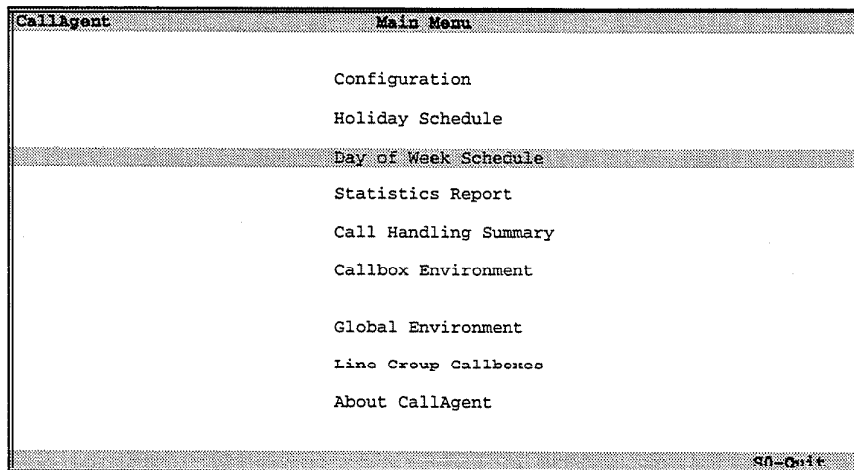 CallAgent Main Menu
Configuration
Holiday Schedule
Day of Week Schedule
Statistics Report
Call Handling Summary
Callbox Environment
Global Environment
Line Group Callboxes
About CallAgent
-Quit